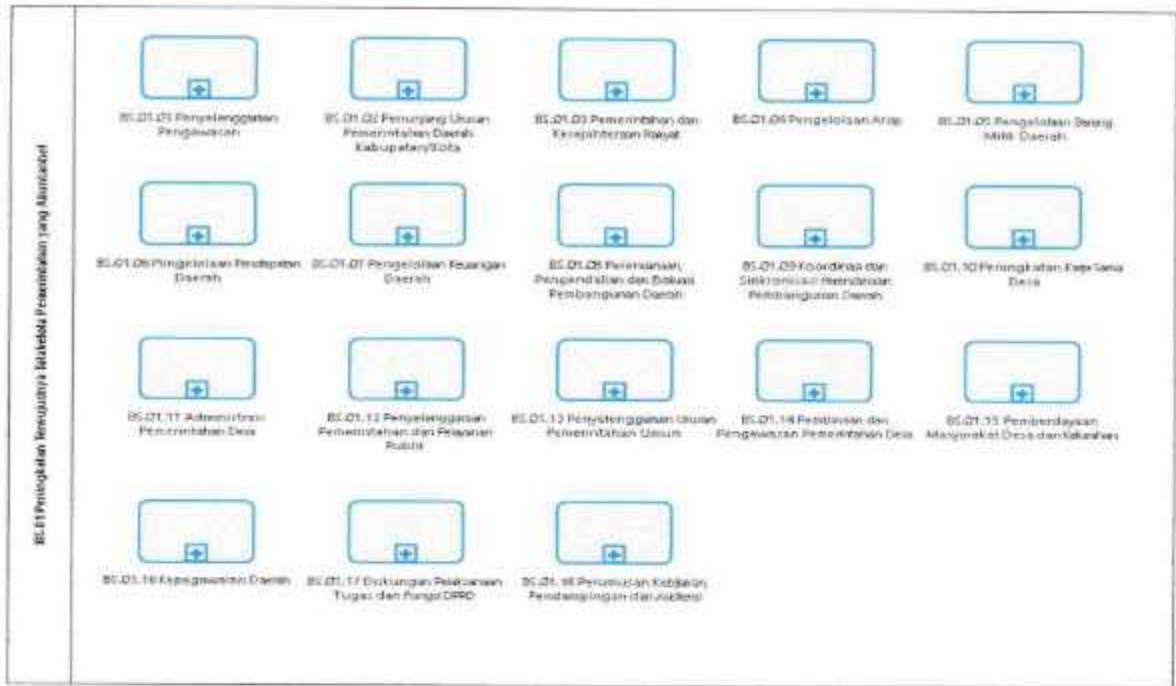 BS.01 Peningkatan Terwujudnya Tatakelola Pemerintahan yang Akuntabel
BS.01.01 Penyelenggaraan
Pengawasan
BS.01.02 Penunjang Urusan
Pemerintahan Daerah
Kabupaten/Kota
BS.01.03 Pemerintahan dan
Kesejahteraan Rakyat
BS.01.04 Pengelolaan Arsip
BS.01.05 Pengelolaan Barang
Milik Daerah
BS.01.06 Pengelolaan Pendapatan
Daerah
BS.01.07 Pengelolaan Keuangan
Daerah
BS.01.08 Perencanaan,
Pengendalian dan Evaluasi
Pembangunan Daerah
BS.01.09 Koordinasi dan
Sinkronisasi Perencanaan
Pembangunan Daerah
BS.01.10 Peningkatan Kerja Sama
Desa
BS.01.11 Administrasi
Pemerintahan Desa
BS.01.12 Penyelenggaraan
Pemerintahan dan Pelayanan
Publik
BS.01.13 Penyelenggaraan Urusan
Pemerintahan Umum
BS.01.14 Pembinaan dan
Pengawasan Pemerintahan Desa
BS.01.15 Pemberdayaan
Masyarakat Desa dan Kelurahan
BS.01.16 Kepegawaian Daerah
BS.01.17 Dukungan Pelaksanaan
Tugas dan Fungsi DPRD
BS.01.18 Perumusan Kebijakan
Pendampingan dan Asistensi